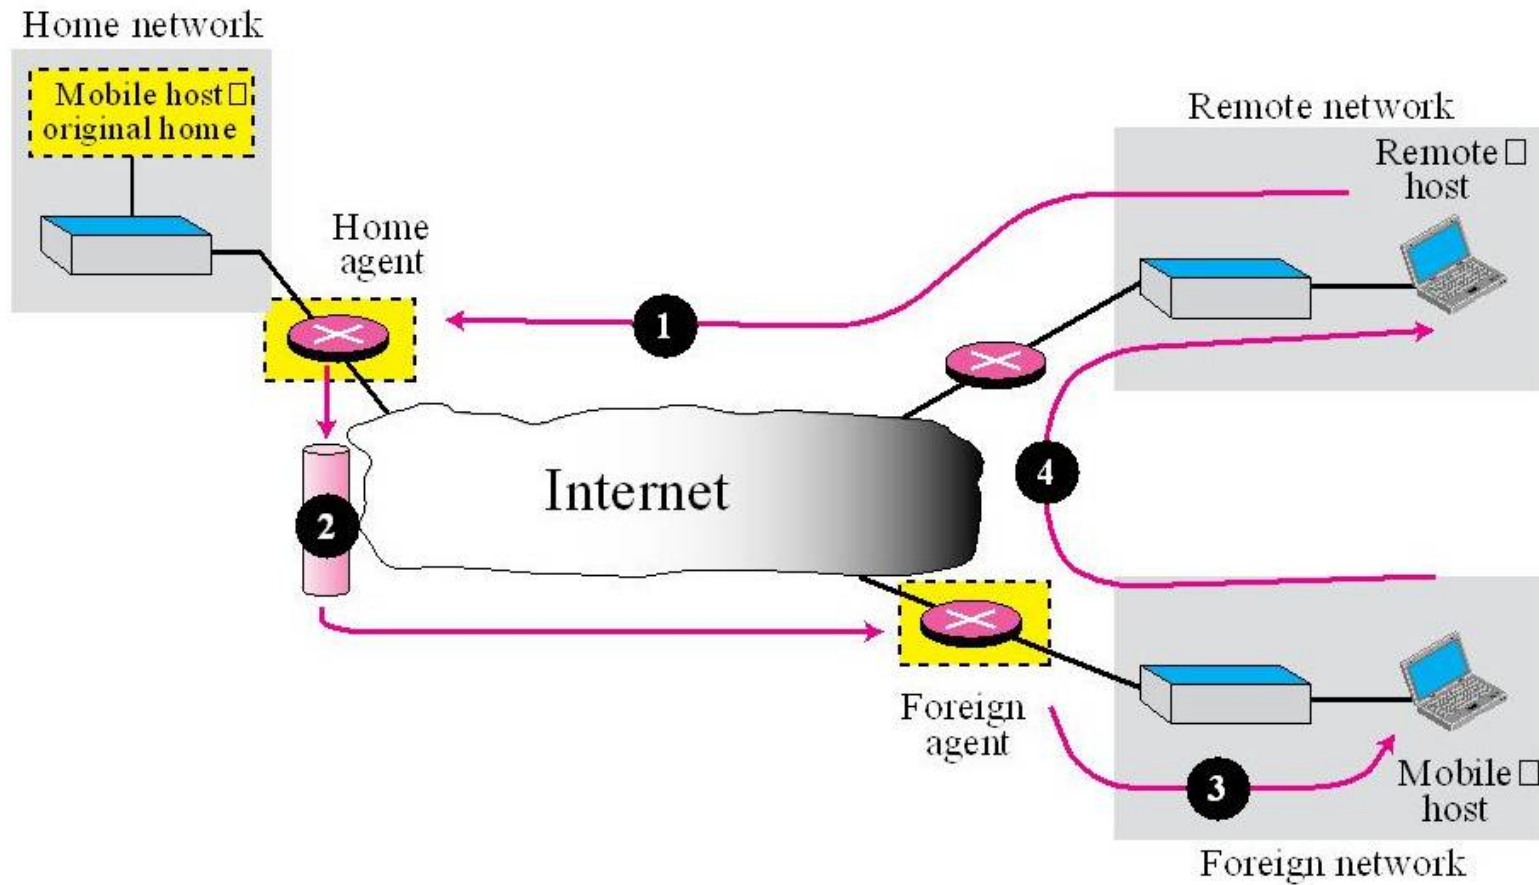 Home network
Mobile host□
original home
Home
agent
Remote network
Remote□
host
1
Internet
4
2
Foreign
agent
3
Mobile□
host
Foreign network